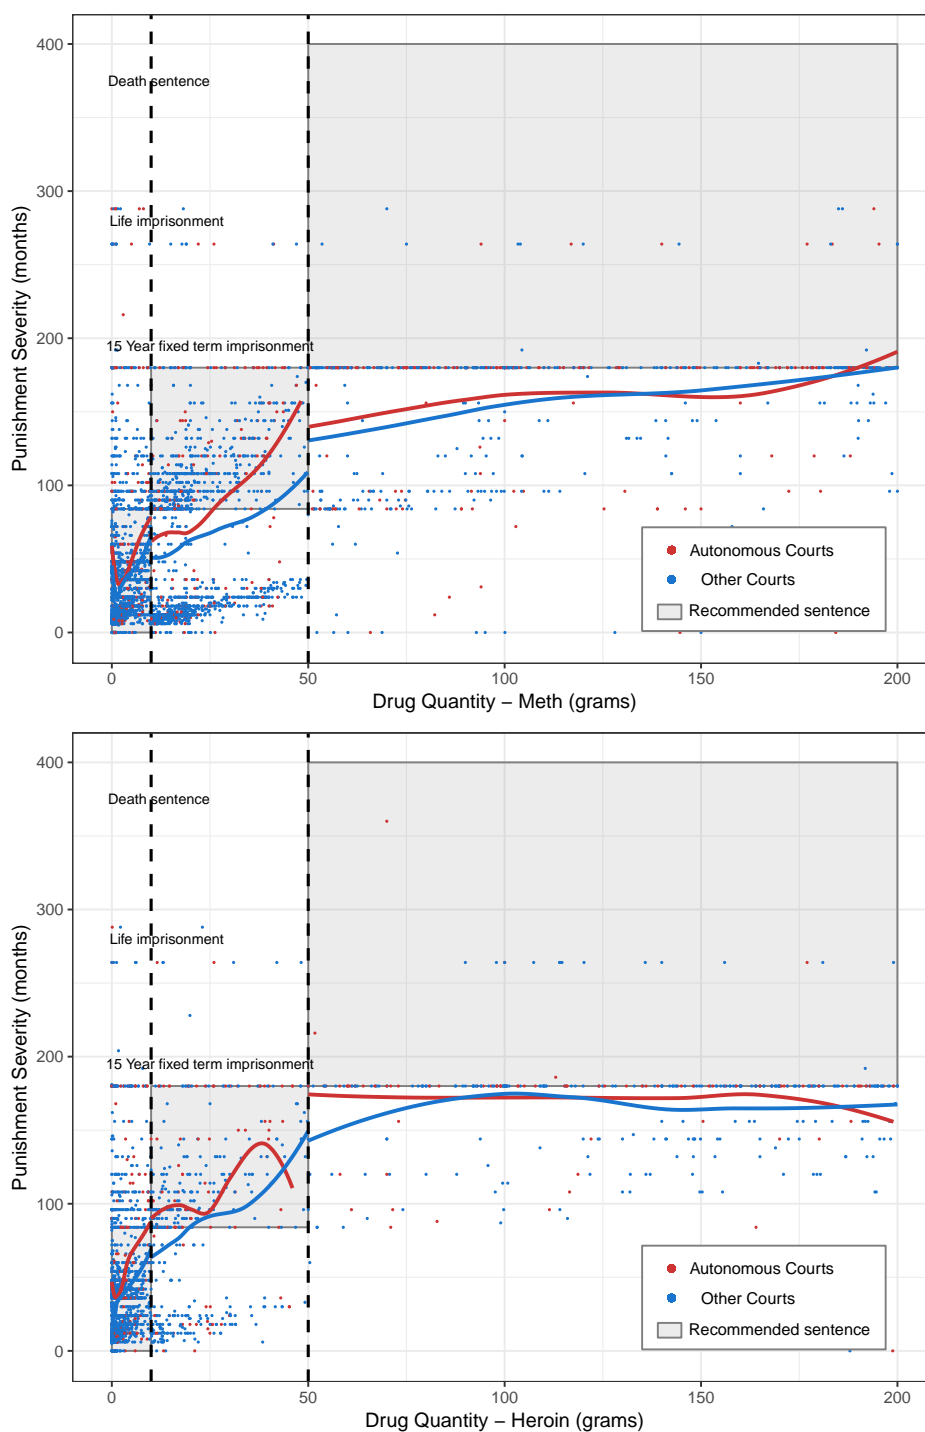 400
Death sentence
300
Life imprisonment
200
15 Year fixed term imprisonment
100
0
Punishment Severity (months)
Autonomous Courts
Other Courts
Recommended sentence
0
50
100
150
200
Drug Quantity – Meth (grams)
400
Death sentence
300
Life imprisonment
200
15 Year fixed term imprisonment
100
0
Punishment Severity (months)
Autonomous Courts
Other Courts
Recommended sentence
0
50
100
150
200
Drug Quantity – Heroin (grams)